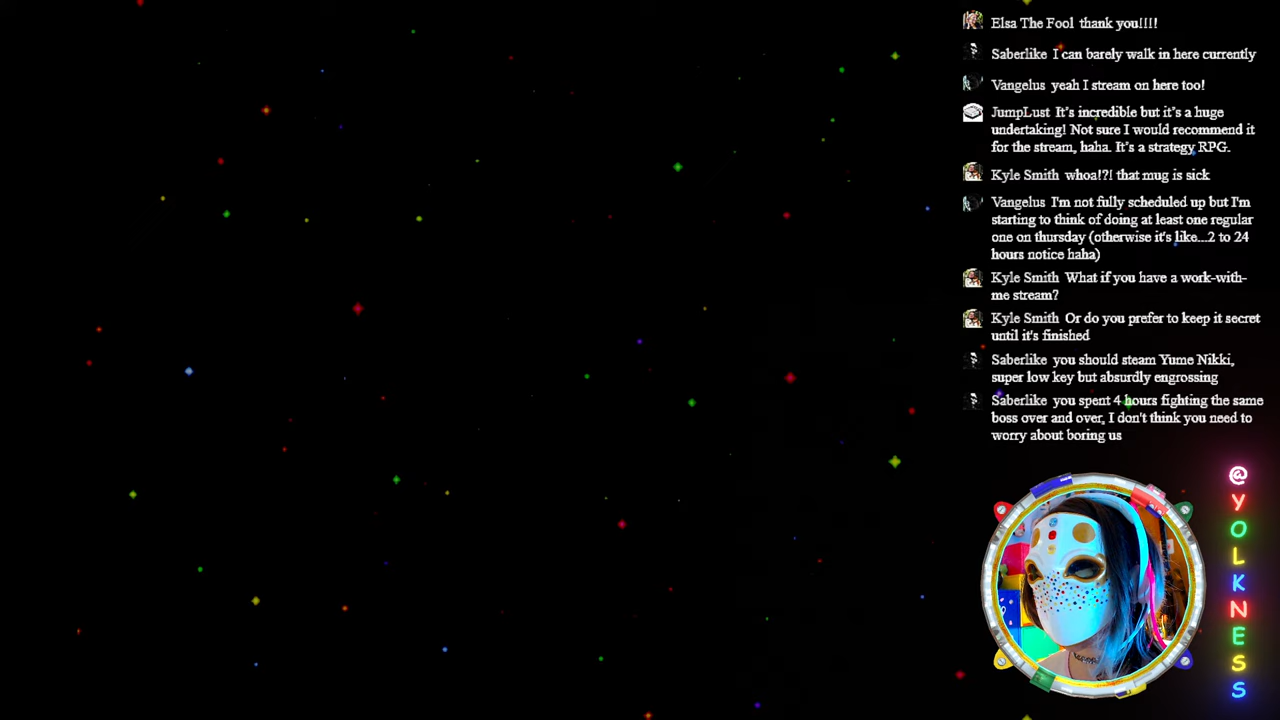 Elsa The Fool thank you!!!!
Saberlike I can barely walk in here currently
Vangelus yeah I stream on here too!
JumpLust It's incredible but it's a huge
undertaking! Not sure I would recommend it
for the stream, haha. It's a strategy RPG.
Kyle Smith whoa!?! that mug is sick
Vangelus I'm not fully scheduled up but I'm
starting to think of doing at least one regular
one on thursday (otherwise it's like...2 to 24
hours notice haha)
Kyle Smith What if you have a work-with-
me stream?
Kyle Smith Or do you prefer to keep it secret
until it's finished
Saberlike you should steam Yume Nikki,
super low key but absurdly engrossing
Saberlike you spent 4 hours fighting the same
boss over and over, I don't think you need to
worry about boring us
@YOLKNESS